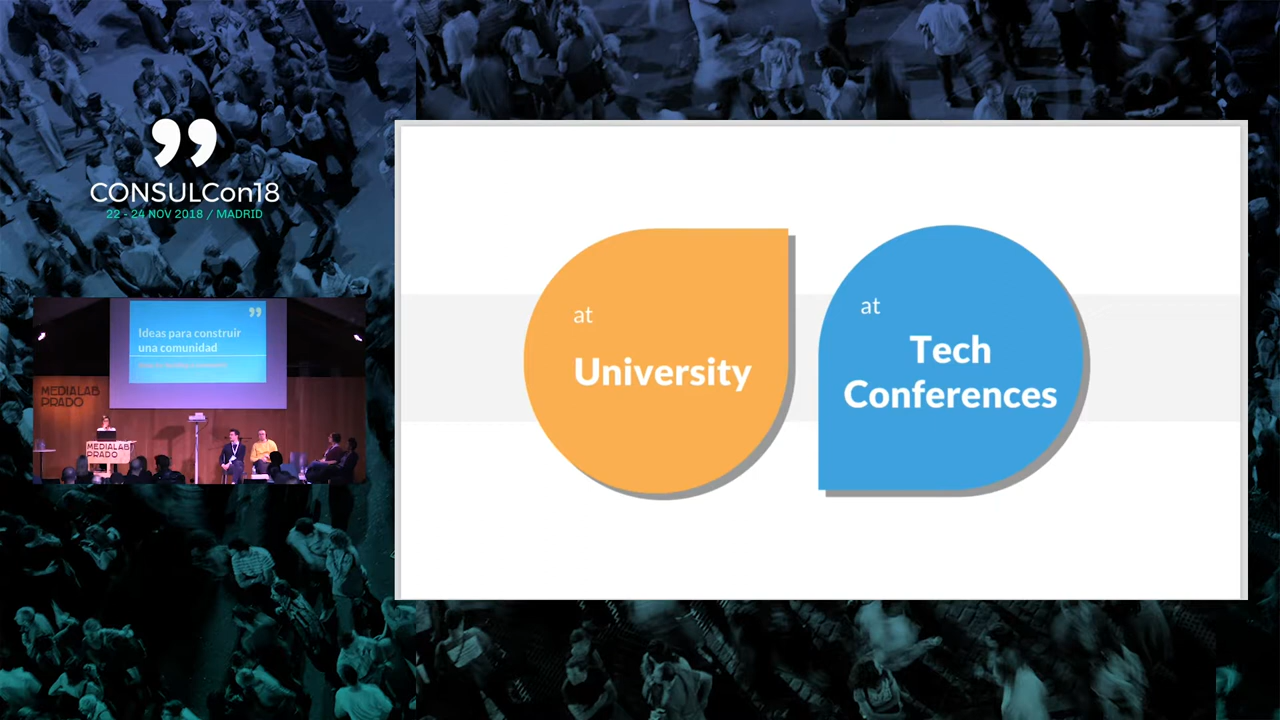 CONSULCon18
22 - 24 NOV 2018 / MADRID
Ideas para construir
una comunidad
MEDIALAB
PRADO
MEDIALAB
PRADO
at
University
at
Tech
Conferences